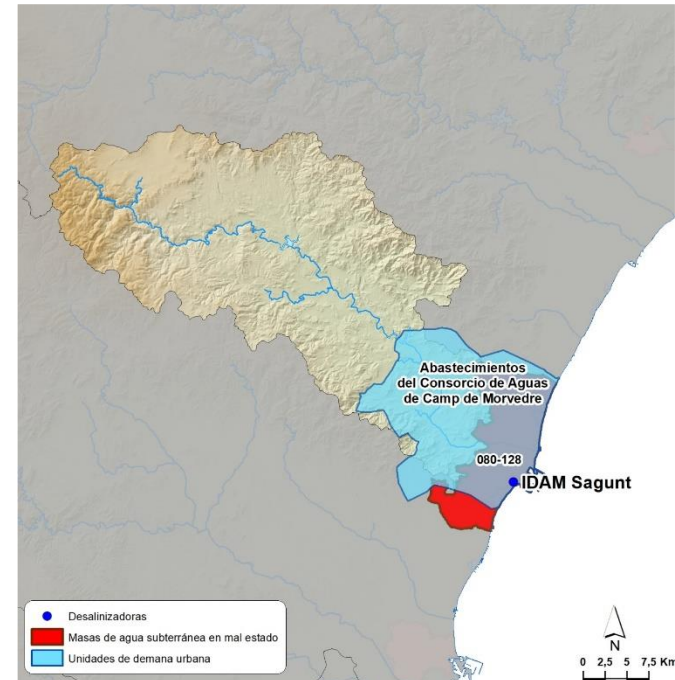 Abastecimientos
del Consorcio de Aguas
de Camp de Morvedre
080-128
IDAM Sagunt
Desalinizadoras
Masas de agua subterránea en mal estado
Unidades de demana urbana
N
0 2,5 5 7,5 Km